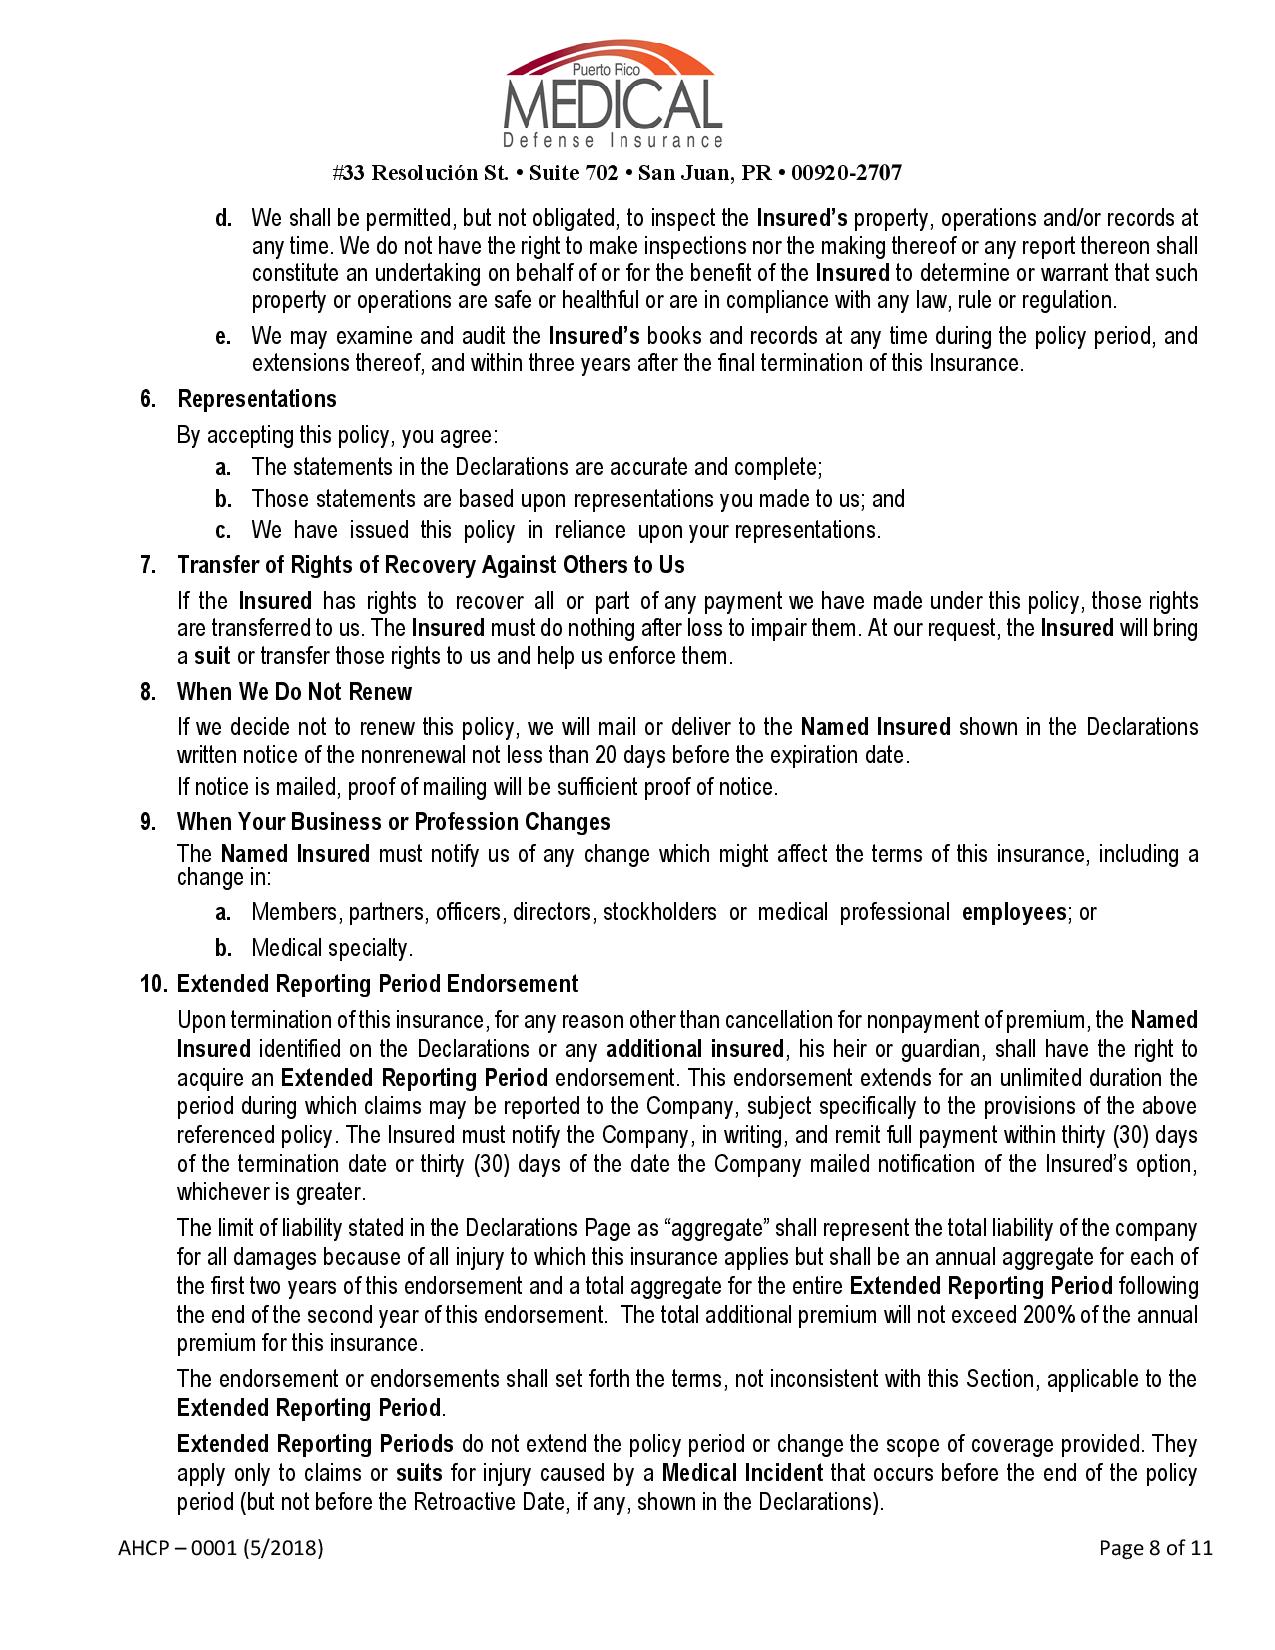 Puerto Rico
MEDICAL
Defense Insurance
#33 Resolución St. • Suite 702 • San Juan, PR • 00920-2707
d. We shall be permitted, but not obligated, to inspect the Insured’s property, operations and/or records at
any time. We do not have the right to make inspections nor the making thereof or any report thereon shall
constitute an undertaking on behalf of or for the benefit of the Insured to determine or warrant that such
property or operations are safe or healthful or are in compliance with any law, rule or regulation.
e. We may examine and audit the Insured’s books and records at any time during the policy period, and
extensions thereof, and within three years after the final termination of this Insurance.
6. Representations
By accepting this policy, you agree:
a. The statements in the Declarations are accurate and complete;
b. Those statements are based upon representations you made to us; and
c. We have issued this policy in reliance upon your representations.
7. Transfer of Rights of Recovery Against Others to Us
If the Insured has rights to recover all or part of any payment we have made under this policy, those rights
are transferred to us. The Insured must do nothing after loss to impair them. At our request, the Insured will bring
a suit or transfer those rights to us and help us enforce them.
8. When We Do Not Renew
If we decide not to renew this policy, we will mail or deliver to the Named Insured shown in the Declarations
written notice of the nonrenewal not less than 20 days before the expiration date.
If notice is mailed, proof of mailing will be sufficient proof of notice.
9. When Your Business or Profession Changes
The Named Insured must notify us of any change which might affect the terms of this insurance, including a
change in:
a. Members, partners, officers, directors, stockholders or medical professional employees; or
b. Medical specialty.
10. Extended Reporting Period Endorsement
Upon termination of this insurance, for any reason other than cancellation for nonpayment of premium, the Named
Insured identified on the Declarations or any additional insured, his heir or guardian, shall have the right to
acquire an Extended Reporting Period endorsement. This endorsement extends for an unlimited duration the
period during which claims may be reported to the Company, subject specifically to the provisions of the above
referenced policy. The Insured must notify the Company, in writing, and remit full payment within thirty (30) days
of the termination date or thirty (30) days of the date the Company mailed notification of the Insured’s option,
whichever is greater.
The limit of liability stated in the Declarations Page as “aggregate” shall represent the total liability of the company
for all damages because of all injury to which this insurance applies but shall be an annual aggregate for each of
the first two years of this endorsement and a total aggregate for the entire Extended Reporting Period following
the end of the second year of this endorsement. The total additional premium will not exceed 200% of the annual
premium for this insurance.
The endorsement or endorsements shall set forth the terms, not inconsistent with this Section, applicable to the
Extended Reporting Period.
Extended Reporting Periods do not extend the policy period or change the scope of coverage provided. They
apply only to claims or suits for injury caused by a Medical Incident that occurs before the end of the policy
period (but not before the Retroactive Date, if any, shown in the Declarations).
AHCP – 0001 (5/2018) Page 8 of 11